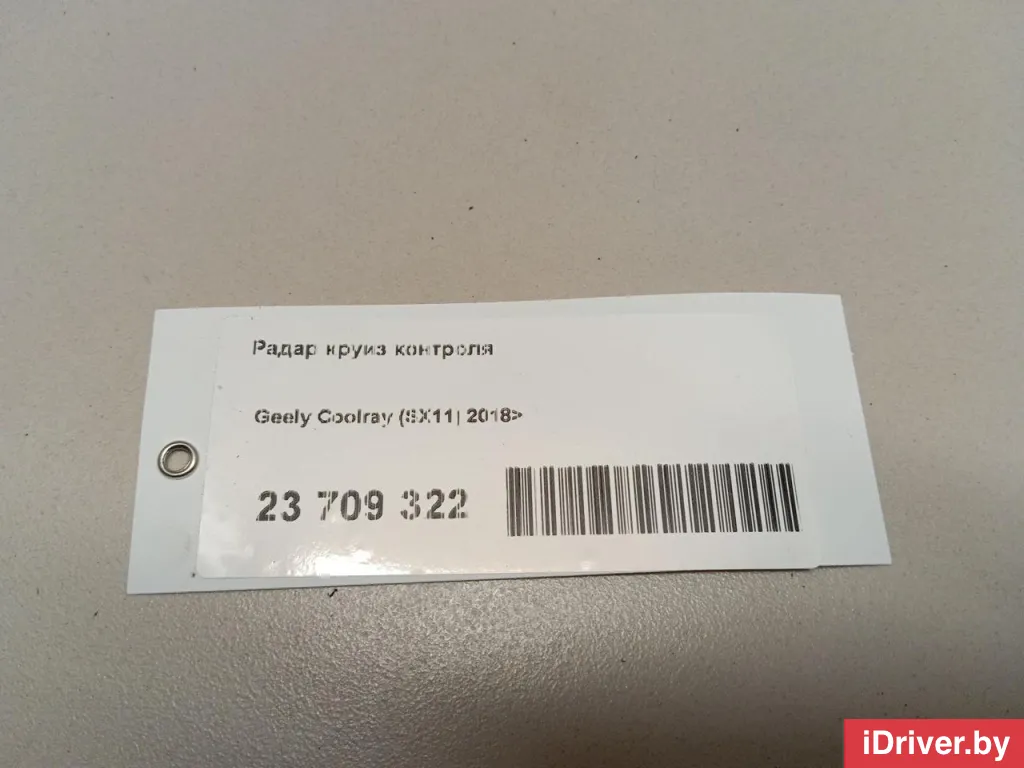 Радар круиз контроля
Geely Coolray (SX11) 2018>
23 709 322
iDriver.by